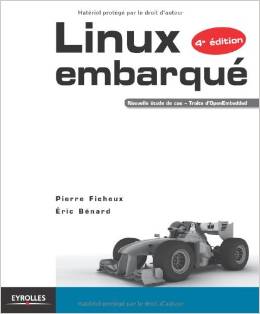 Matériel protégé par le droit d'auteur
Linux
embarqué
4e édition
Nouvelle étude de cas – Traite d'OpenEmbedded
Pierre Ficheux
Éric Bénard
EYROLLES
Matériel protégé par le droit d'auteur